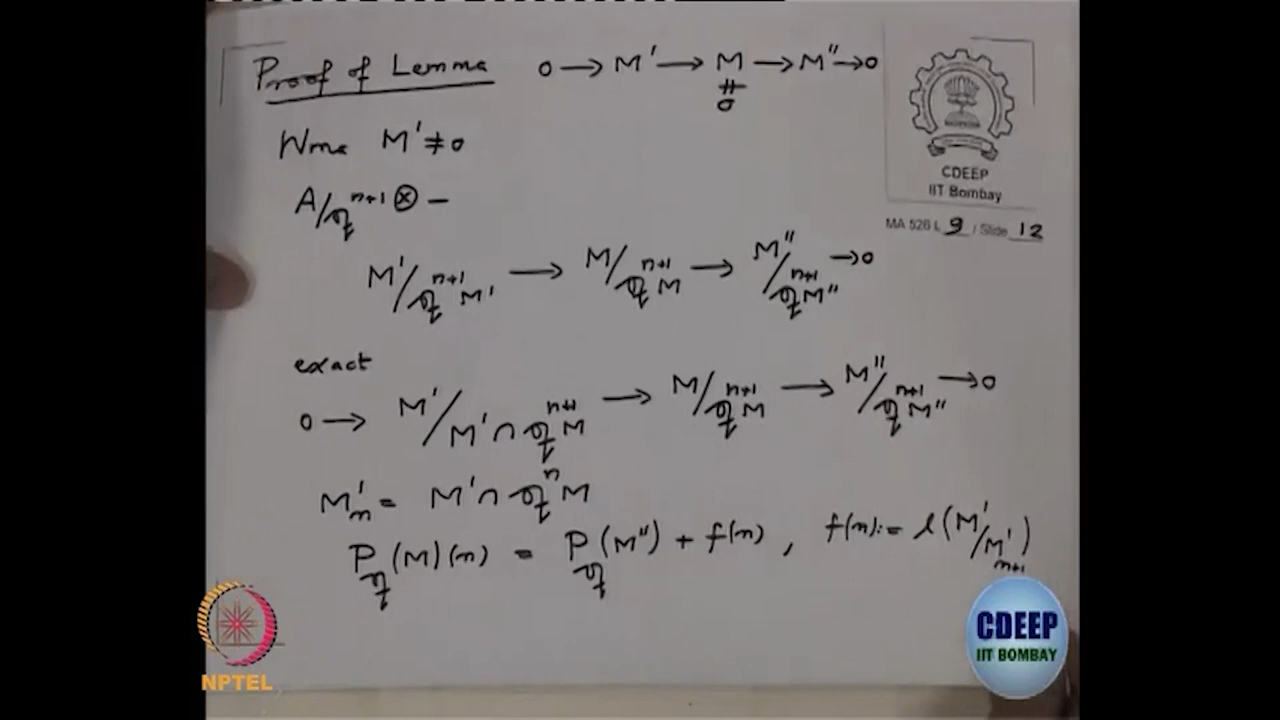 Proof of Lemma 0 → M' → M → M'' → 0
≠
0
CDEEP
IIT Bombay
MA 526 L 9 / Slide 12
M' ≠ 0
A/q^{n+1} ⊗ −
M'/q^{n+1}M' → M/q^{n+1}M → M''/q^{n+1}M'' → 0
exact
0 → M'/M' ∩ q^{n+1}M → M/q^{n+1}M → M''/q^{n+1}M'' → 0
M'_n = M' ∩ q^n M
P_q(M)(n) = P_q(M'') + f(n), f(n) := l(M'/M'_{n+1})
NPTEL
CDEEP
IIT BOMBAY